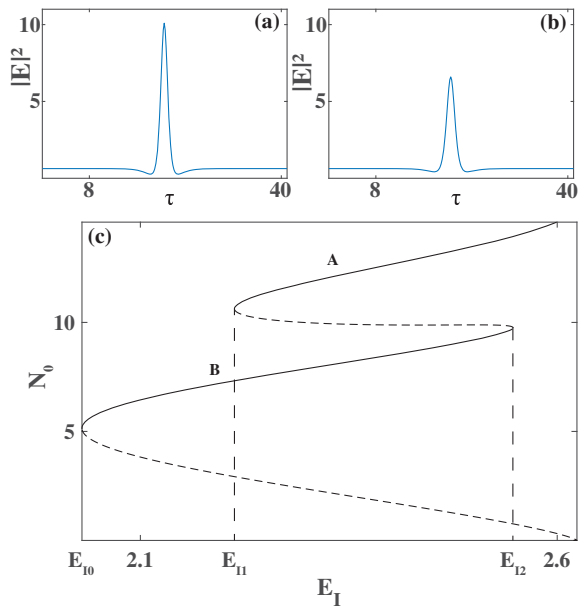 (a)
|E|²
10
5
8
τ
40
(b)
|E|²
10
5
8
τ
40
(c)
A
B
N₀
10
5
E_I0
2.1
E_I1
E_I2
2.6
E_I